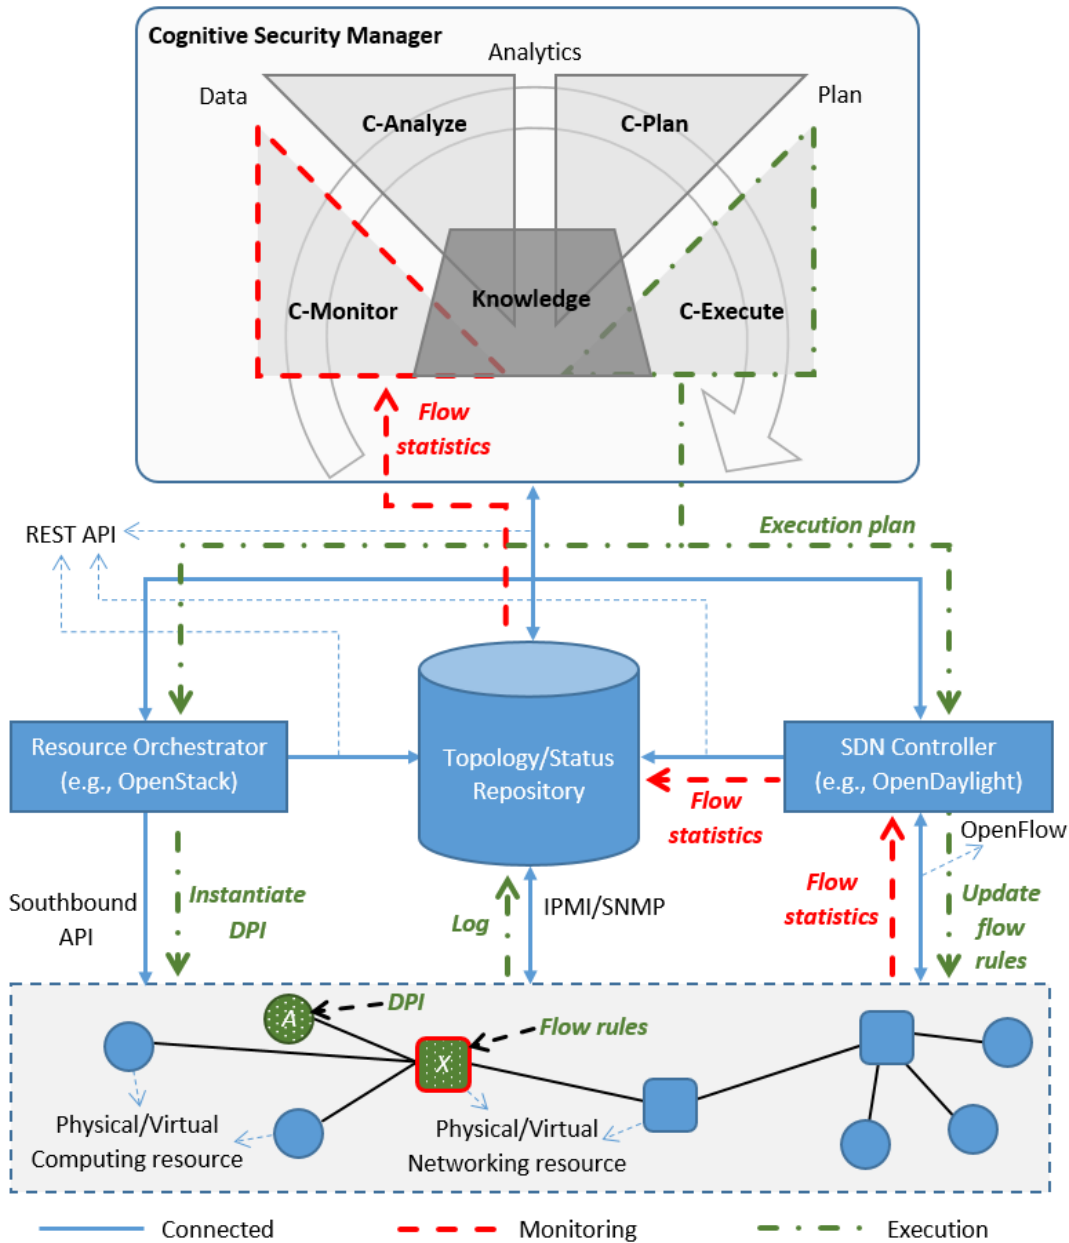 Cognitive Security Manager
Analytics
Data
Plan
C-Analyze
C-Plan
Knowledge
C-Monitor
C-Execute
Flow
statistics
REST API
Execution plan
Resource Orchestrator
(e.g., OpenStack)
Topology/Status
Repository
SDN Controller
(e.g., OpenDaylight)
Flow
statistics
OpenFlow
Southbound
API
Instantiate
DPI
Log
IPMI/SNMP
Flow
statistics
Update
flow
rules
DPI
A
Flow rules
X
Physical/Virtual
Computing resource
Physical/Virtual
Networking resource
Connected
Monitoring
Execution